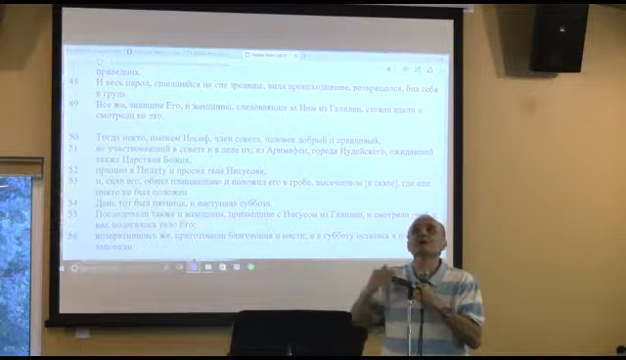 праведник.
48 И весь народ, сшедшийся на сие зрелище, видя происходившее, возвращался, бия себя
в грудь.
49 Все же, знавшие Его, и женщины, следовавшие за Ним из Галилеи, стояли вдали и
смотрели на это.
50 Тогда некто, именем Иосиф, член совета, человек добрый и правдивый,
51 не участвовавший в совете и в деле их, из Аримафеи, города Иудейского, ожидавший
также Царствия Божия,
52 пришел к Пилату и просил тела Иисусова;
53 и, сняв его, обвил плащаницею и положил его в гробе, высеченном [в скале], где еще
никто не был положен.
54 День тот был пятница, и наступала суббота.
55 Последовали также и женщины, пришедшие с Иисусом из Галилеи, и смотрели
как полагалось тело Его;
56 возвратившись же, приготовили благовония и масти; и в субботу остались в
заповеди.